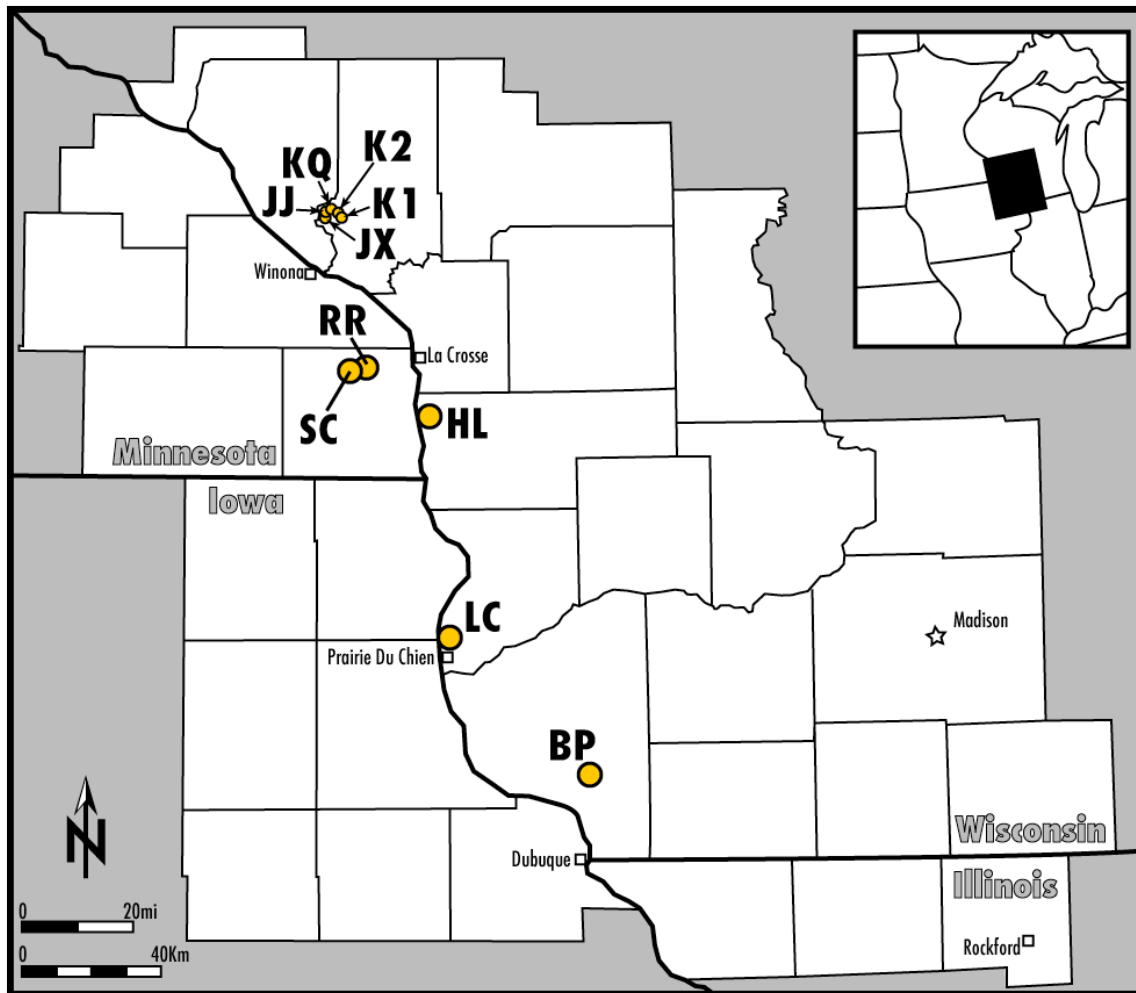 KQ
K2
JJ
K1
JX
Winona
RR
La Crosse
SC
HL
Minnesota
Iowa
LC
Prairie Du Chien
Madison
BP
Wisconsin
N
Dubuque
Illinois
0 20mi
Rockford
0 40Km